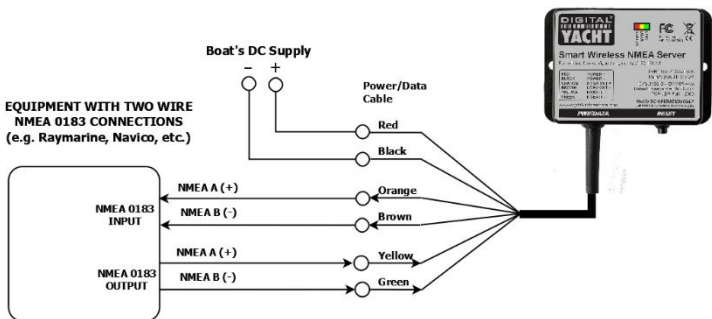 DIGITAL
YACHT
FC
Smart Wireless NMEA Server
PWR/DATA
RESET
Boat's DC Supply
– +
Power/Data
Cable
EQUIPMENT WITH TWO WIRE
NMEA 0183 CONNECTIONS
(e.g. Raymarine, Navico, etc.)
Red
Black
NMEA A (+)
Orange
NMEA 0183
INPUT
NMEA B (-)
Brown
NMEA A (+)
Yellow
NMEA 0183
OUTPUT
NMEA B (-)
Green